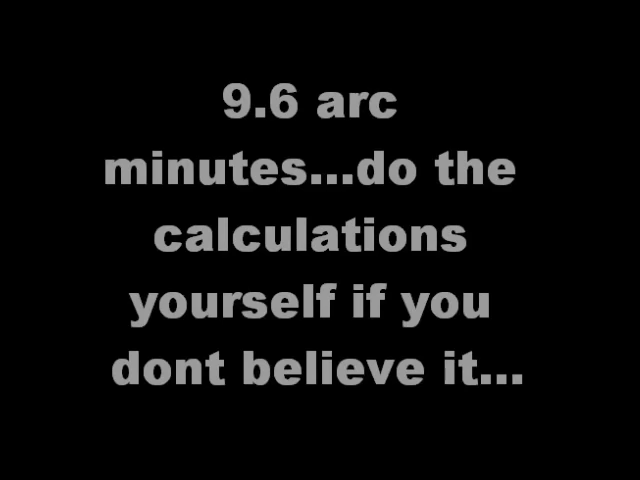 9.6 arc
minutes...do the
calculations
yourself if you
dont believe it...